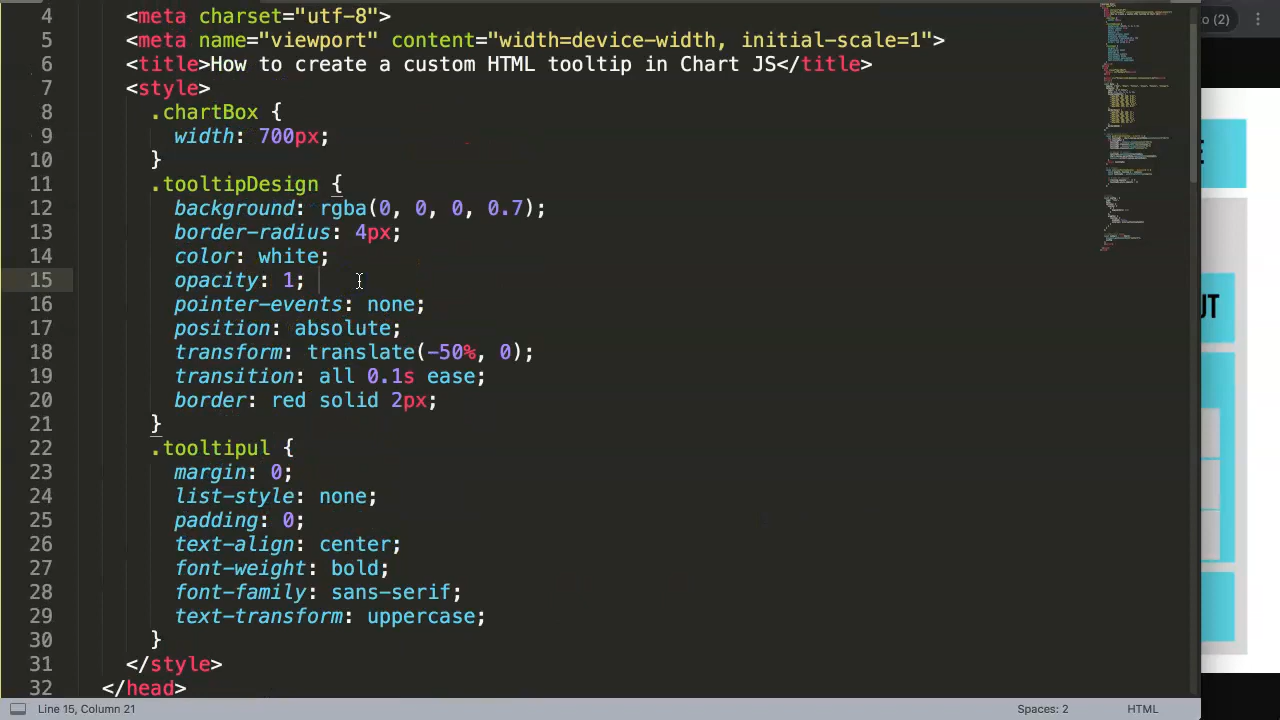 4 <meta charset="utf-8">
5 <meta name="viewport" content="width=device-width, initial-scale=1">
6 <title>How to create a custom HTML tooltip in Chart JS</title>
7 <style>
8 .chartBox {
9 width: 700px;
10 }
11 .tooltipDesign {
12 background: rgba(0, 0, 0, 0.7);
13 border-radius: 4px;
14 color: white;
15 opacity: 1;
16 pointer-events: none;
17 position: absolute;
18 transform: translate(-50%, 0);
19 transition: all 0.1s ease;
20 border: red solid 2px;
21 }
22 .tooltipul {
23 margin: 0;
24 list-style: none;
25 padding: 0;
26 text-align: center;
27 font-weight: bold;
28 font-family: sans-serif;
29 text-transform: uppercase;
30 }
31 </style>
32 </head>
Line 15, Column 21
Spaces: 2
HTML